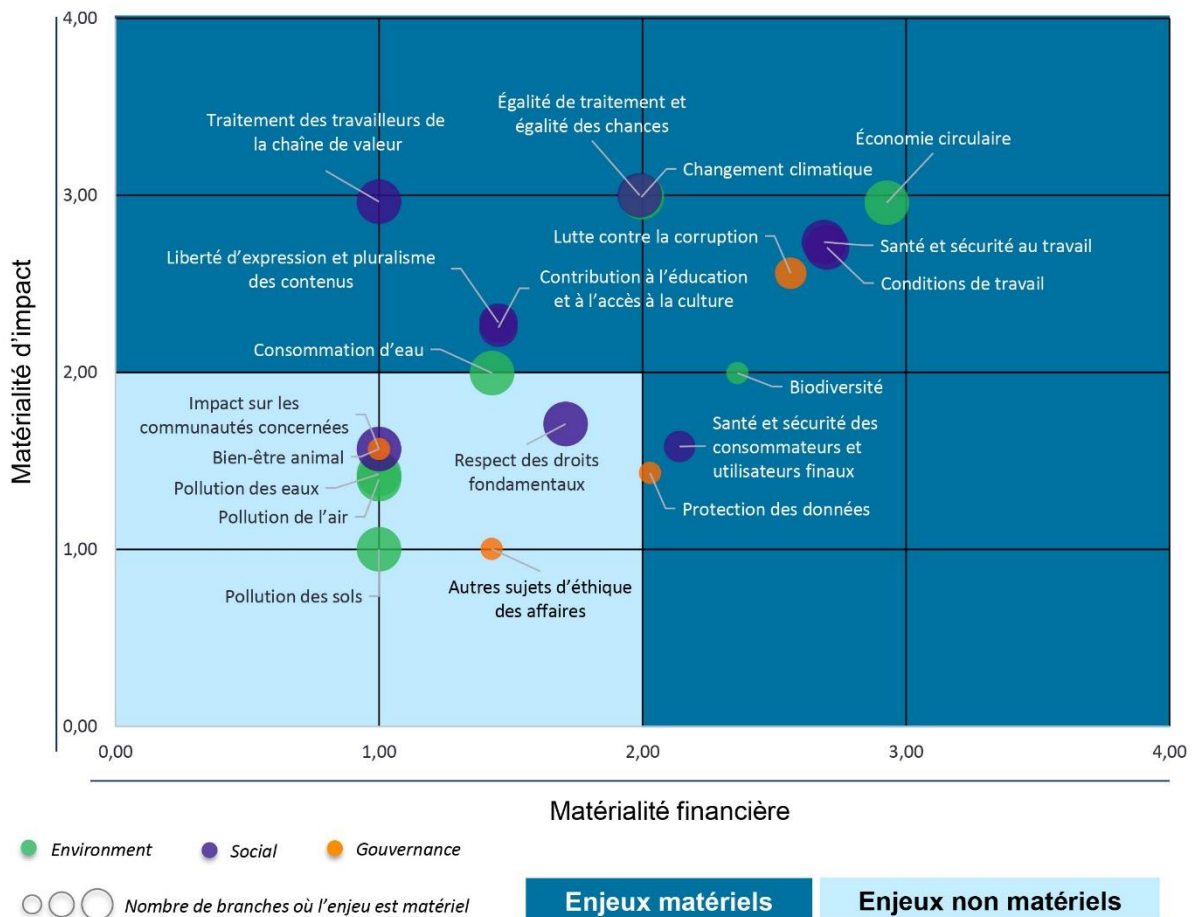 4,00
Égalité de traitement et
égalité des chances
Traitement des travailleurs de
la chaîne de valeur
Économie circulaire
Changement climatique
3,00
Lutte contre la corruption
Santé et sécurité au travail
Liberté d'expression et pluralisme
des contenus
Contribution à l'éducation
et à l'accès à la culture
Conditions de travail
Consommation d'eau
2,00
Biodiversité
Impact sur les
communautés concernées
Bien-être animal
Pollution des eaux
Pollution de l'air
Respect des droits
fondamentaux
Santé et sécurité des
consommateurs et
utilisateurs finaux
Protection des données
1,00
Pollution des sols
Autres sujets d'éthique
des affaires
0,00
Matérialité d'impact
0,00
1,00
2,00
3,00
4,00
Matérialité financière
Environment
Social
Gouvernance
Nombre de branches où l'enjeu est matériel
Enjeux matériels
Enjeux non matériels